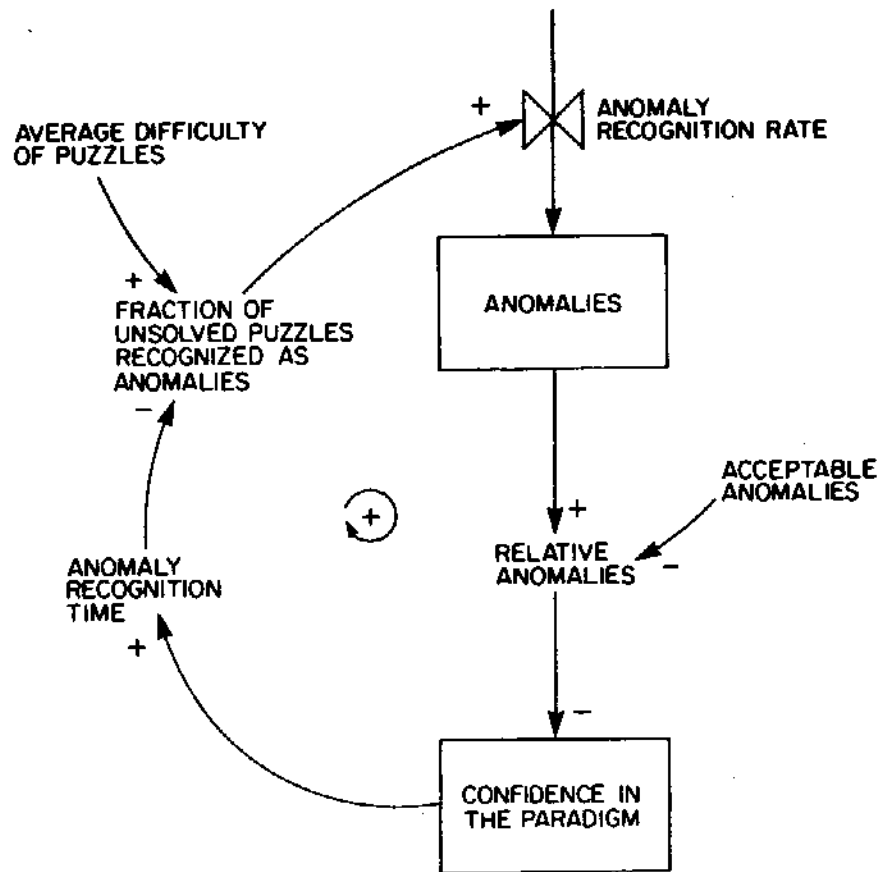 +
ANOMALY
RECOGNITION RATE
AVERAGE DIFFICULTY
OF PUZZLES
+
FRACTION OF
UNSOLVED PUZZLES
RECOGNIZED AS
ANOMALIES
-
ANOMALIES
ACCEPTABLE
ANOMALIES
+
+
RELATIVE
ANOMALIES
-
ANOMALY
RECOGNITION
TIME
+
-
CONFIDENCE IN
THE PARADIGM